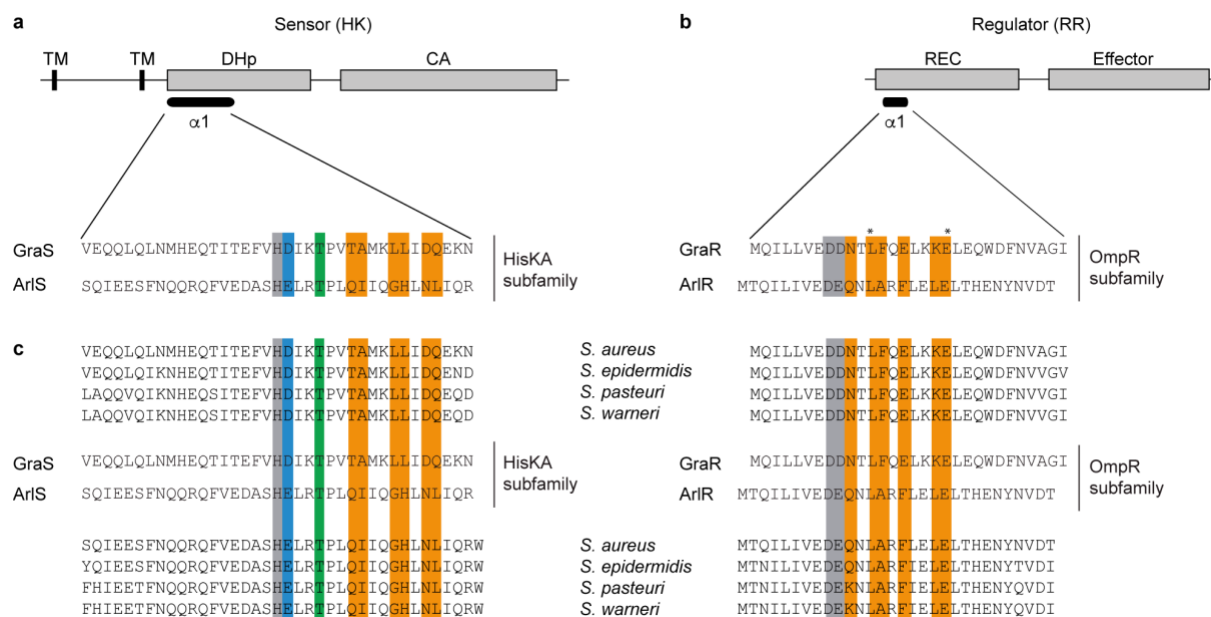 a
Sensor (HK)
TM
TM
DHp
CA
α1
GraS VEQQLQLNMHEQTITEFVHDIKTPVTAMKLLIDQEKN
ArlS SQIEESFNQQRQFVEDASHELRTPLQIIQGHLNLIQR
HisKA
subfamily
b
Regulator (RR)
REC
Effector
α1
* *
GraR MQILLVEDDNTLFQELKKELEQWDFNVAGI
ArlR MTQILIVEDEQNLARFLELELTHENYNVDT
OmpR
subfamily
c
VEQQLQLNMHEQTITEFVHDIKTPVTAMKLLIDQEKN S. aureus MQILLVEDDNTLFQELKKELEQWDFNVAGI
VEQQLQLNKHEQTITEFVHDIKTPVTAMKLLIDQEND S. epidermidis MQILLVEDDNTLFQELKKELEQWDFNVVGV
LAQQVQIKNHEQSITEFVHDIKTPVTAMKLLIDQEQD S. pasteuri MQILLVEDDNTLFQELKKELEQWDFNVVGI
LAQQVQIKNHEQSITEFVHDIKTPVTAMKLLIDQEQD S. warneri MQILLVEDDNTLFQELKKELEQWDFNVVGI
GraS VEQQLQLNMHEQTITEFVHDIKTPVTAMKLLIDQEKN
ArlS SQIEESFNQQRQFVEDASHELRTPLQIIQGHLNLIQR
HisKA
subfamily
GraR MQILLVEDDNTLFQELKKELEQWDFNVAGI
ArlR MTQILIVEDEQNLARFLELELTHENYNVDT
OmpR
subfamily
SQIEESFNQQRQFVEDASHELRTPLQIIQGHLNLIQRW S. aureus MTQILIVEDEQNLARFLELELTHENYNVDT
YQIEESFNQQRQFVEDASHELRTPLQIIQGHLNLIQRW S. epidermidis MTNILIVEDEQNLARFIELELTHENYTVDI
FHIEETFNQQRQFVEDASHELRTPLQIIQGHLNLIQRW S. pasteuri MTNILIVEDEKNLARFIELELTHENYQVDI
FHIEESFNQQRQFVEDASHELRTPLQIIQGHLNLIQRW S. warneri MTNILIVEDEKNLARFIELELTHENYQVDI